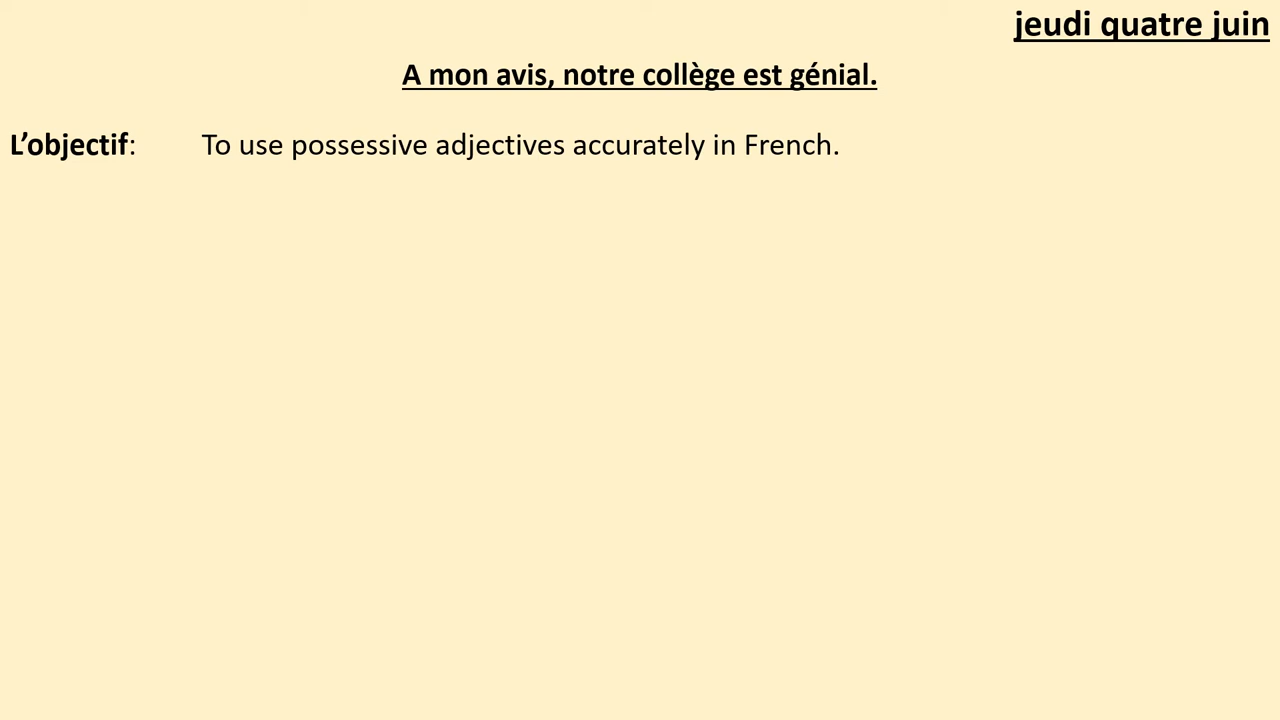 jeudi quatre juin
A mon avis, notre collège est génial.
L’objectif: To use possessive adjectives accurately in French.